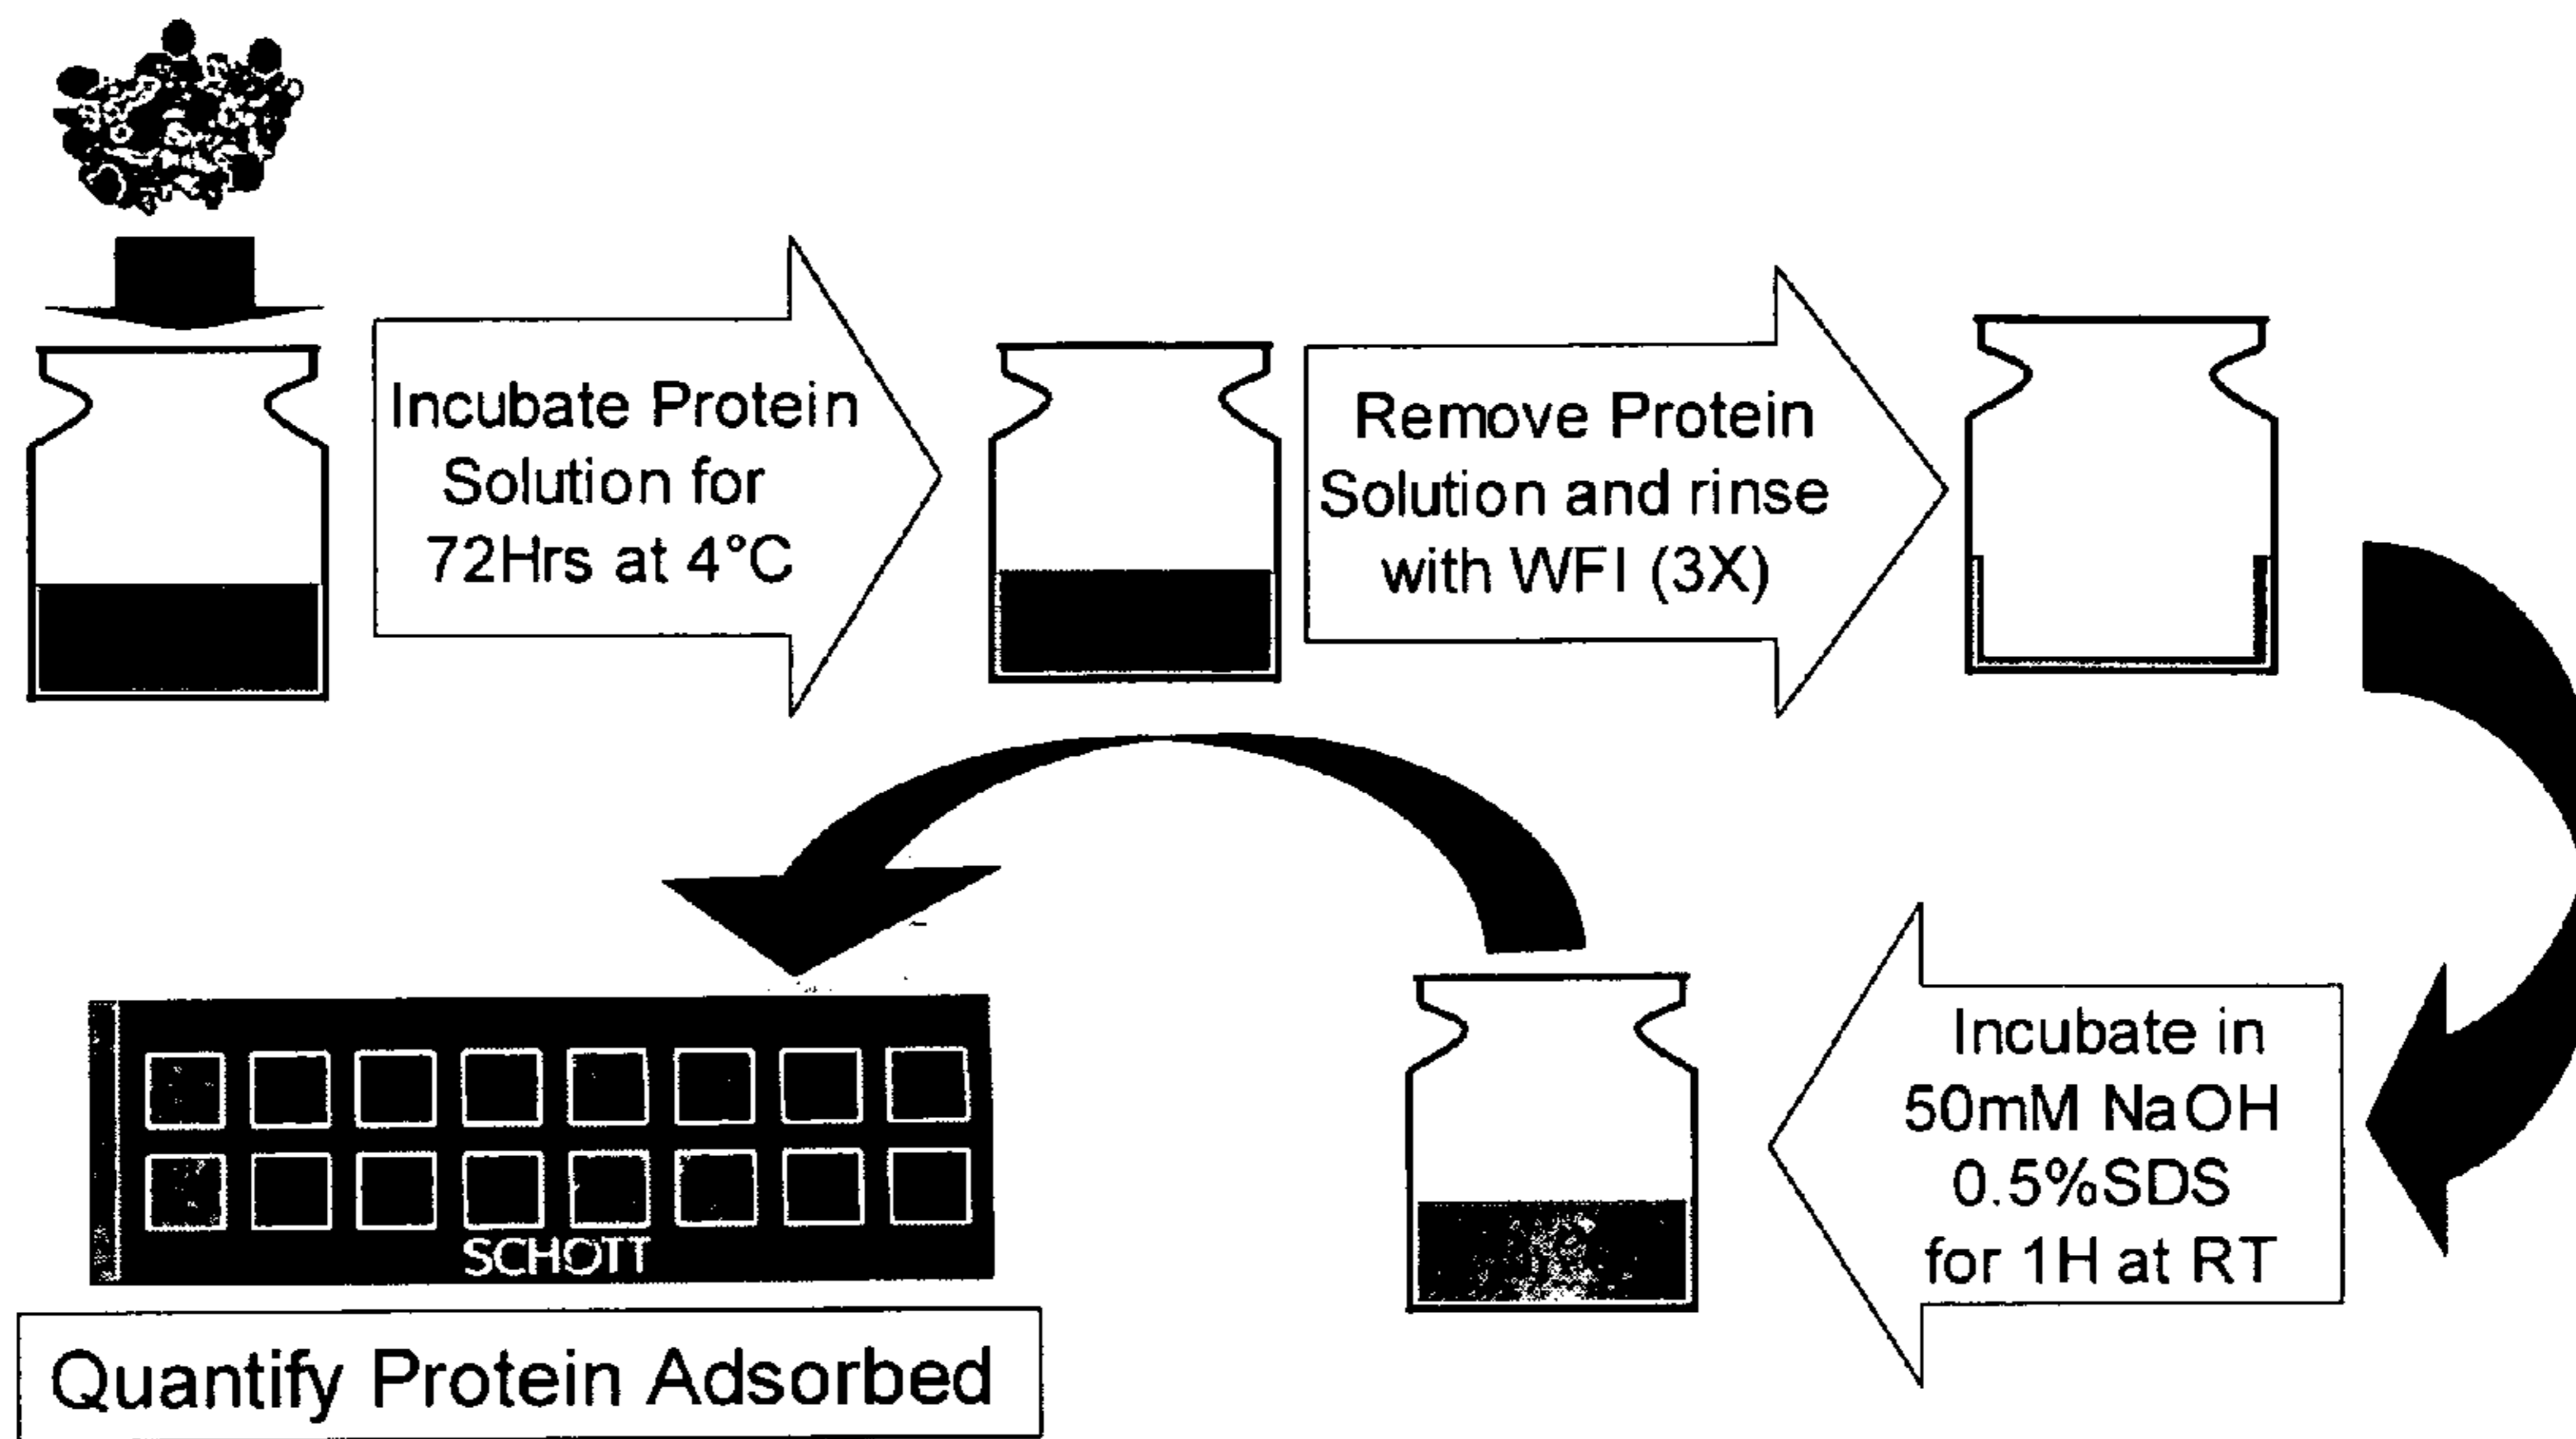 Incubate Protein
Solution for
72Hrs at 4°C
Remove Protein
Solution and rinse
with WFI (3X)
Incubate in
50mM NaOH
0.5%SDS
for 1H at RT
SCHOTT
Quantify Protein Adsorbed